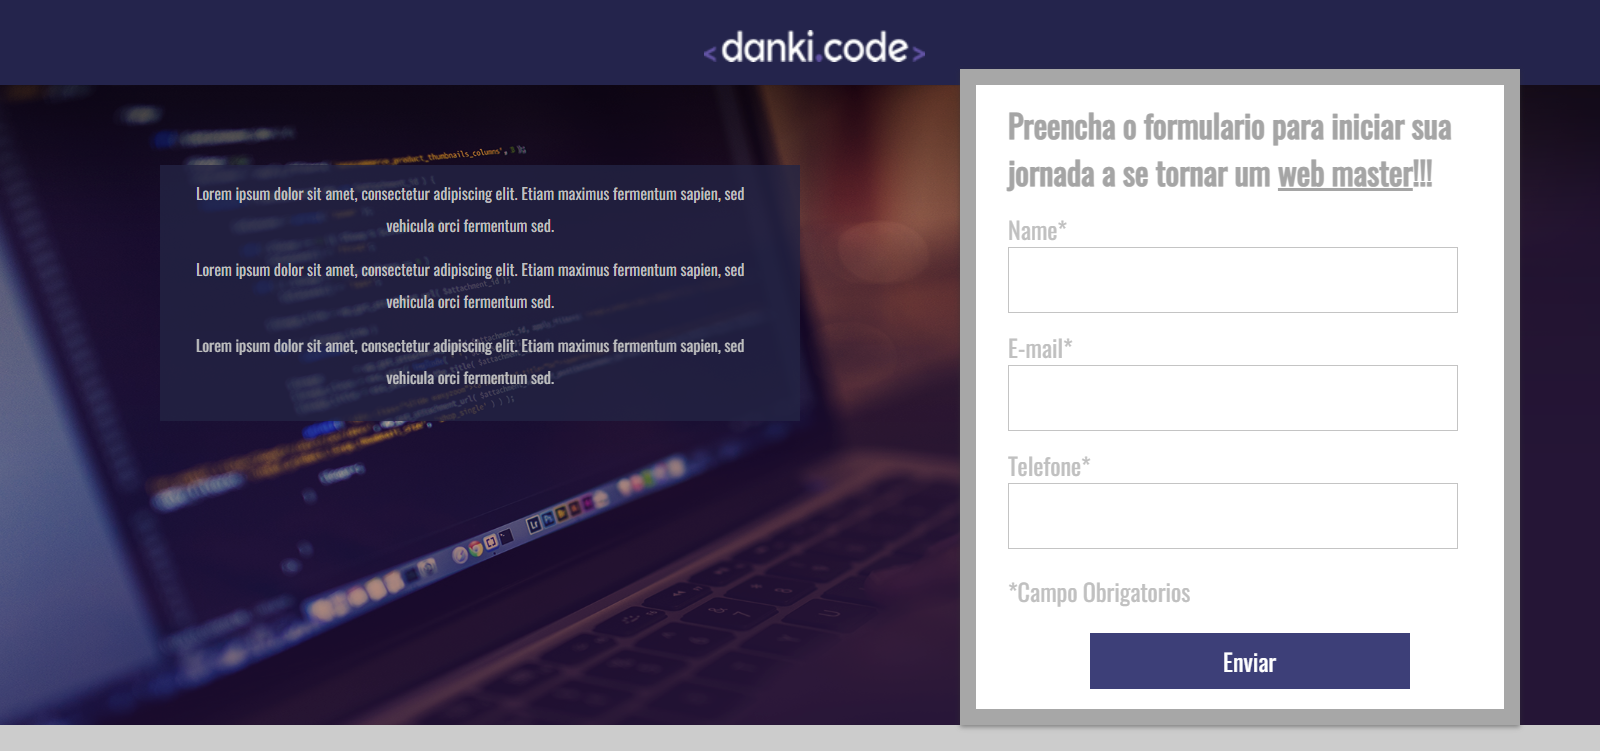 <danki.code>
Lorem ipsum dolor sit amet, consectetur adipiscing elit. Etiam maximus fermentum sapien, sed
vehicula orci fermentum sed.
Lorem ipsum dolor sit amet, consectetur adipiscing elit. Etiam maximus fermentum sapien, sed
vehicula orci fermentum sed.
Lorem ipsum dolor sit amet, consectetur adipiscing elit. Etiam maximus fermentum sapien, sed
vehicula orci fermentum sed.
Preencha o formulario para iniciar sua
jornada a se tornar um web master!!!
Name*
E-mail*
Telefone*
*Campo Obrigatorios
Enviar